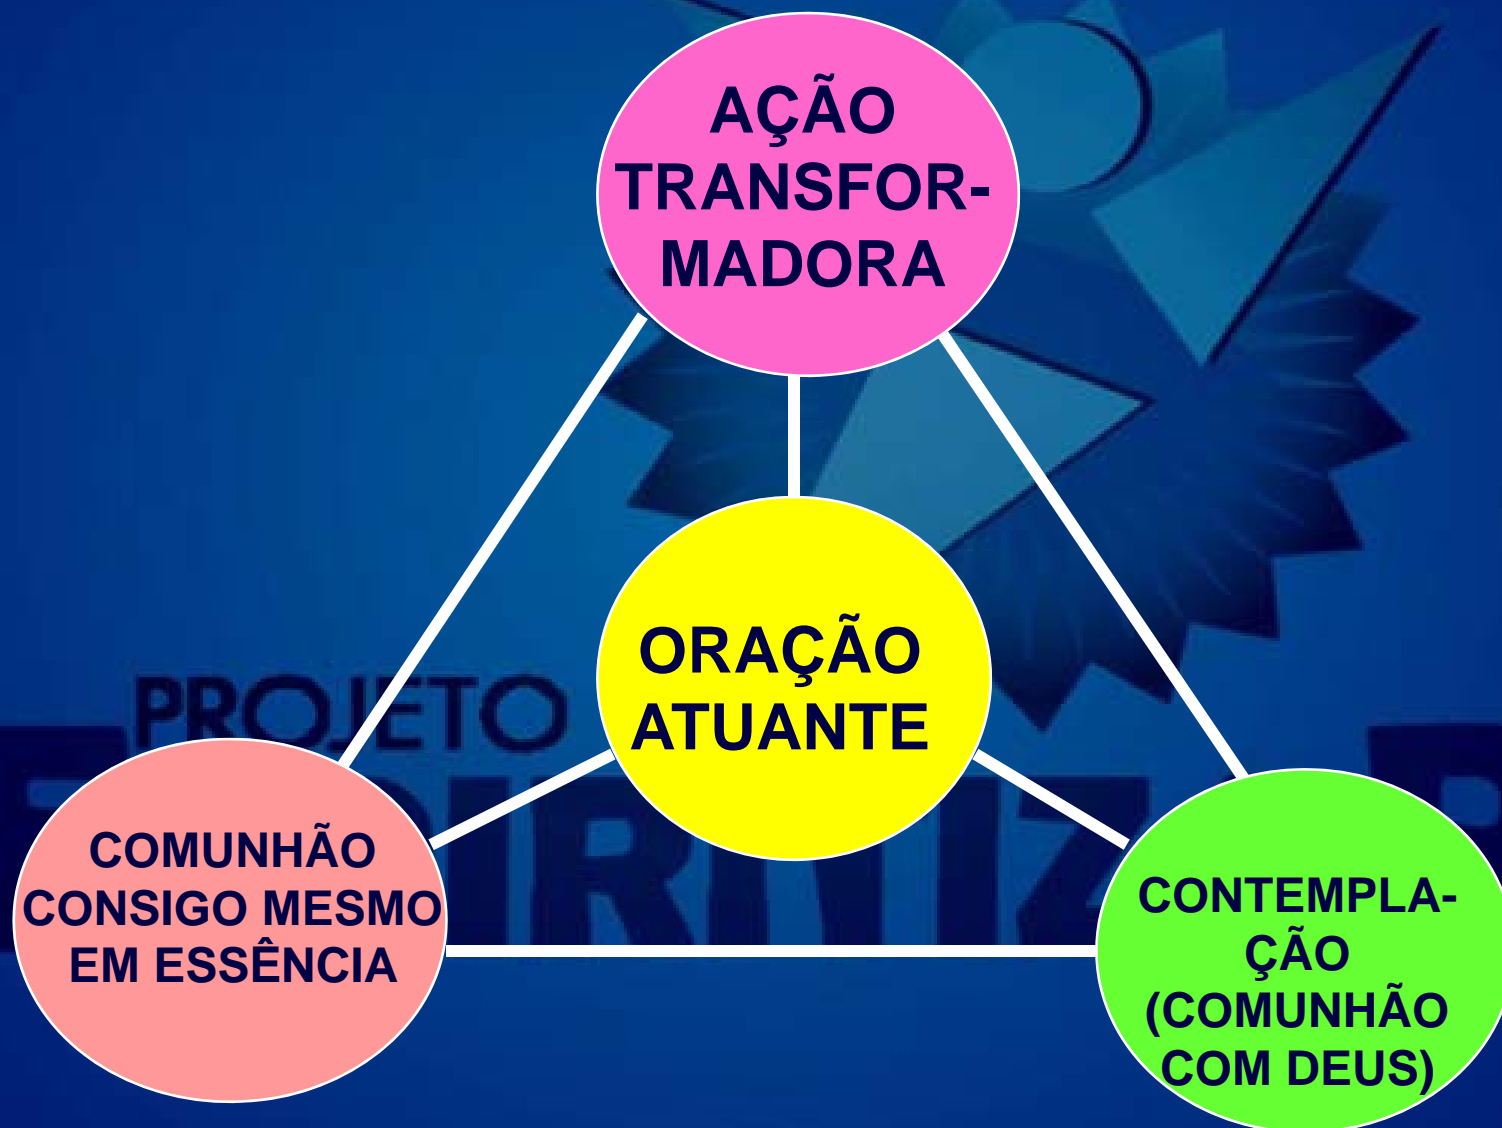 AÇÃO
TRANSFOR-
MADORA
ORAÇÃO
ATUANTE
PROJETO
COMUNHÃO
CONSIGO MESMO
EM ESSÊNCIA
CONTEMPLA-
ÇÃO
(COMUNHÃO
COM DEUS)